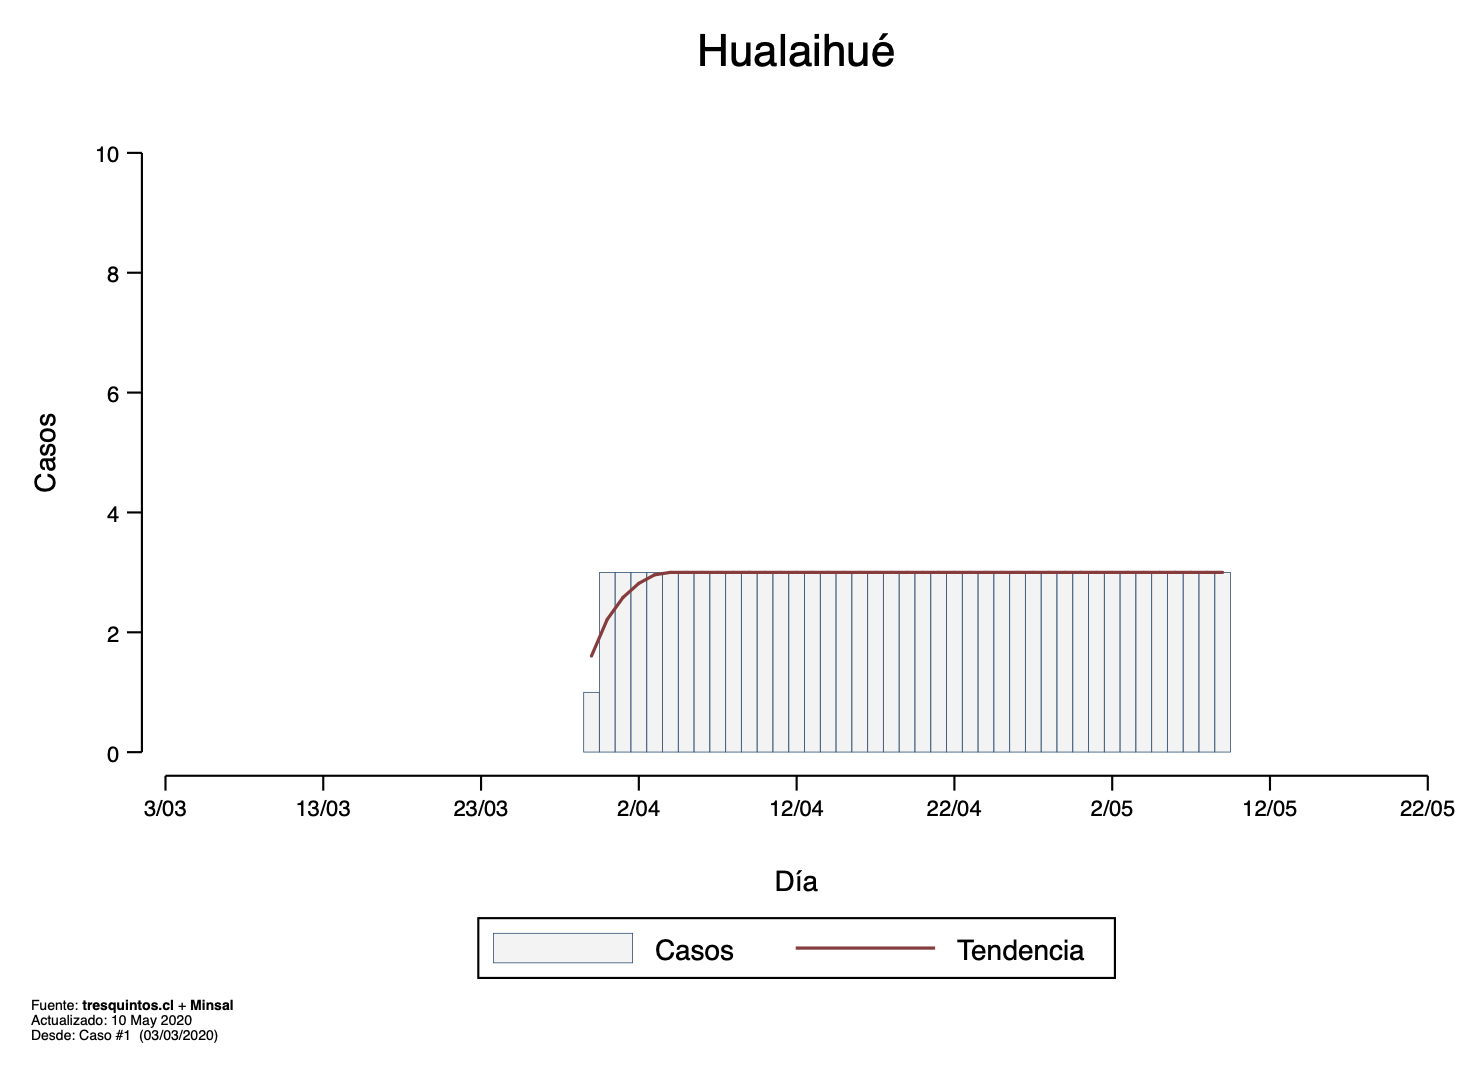 Hualaihué
10
8
6
4
2
0
Casos
3/03 13/03 23/03 2/04 12/04 22/04 2/05 12/05 22/05
Día
Casos Tendencia
Fuente: tresquintos.cl + Minsal
Actualizado: 10 May 2020
Desde: Caso #1 (03/03/2020)